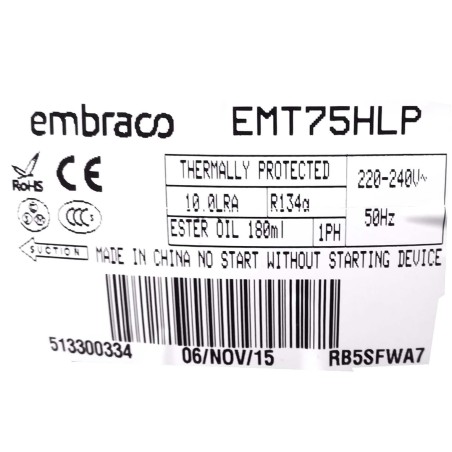 embraco EMT75HLP
THERMALLY PROTECTED
10.0LRA R134a
220-240V~
50Hz
ESTER OIL 180ml 1PH
RoHS CE
CCC S
SUCTION MADE IN CHINA NO START WITHOUT STARTING DEVICE
513300334 06/NOV/15 RB5SFWA7